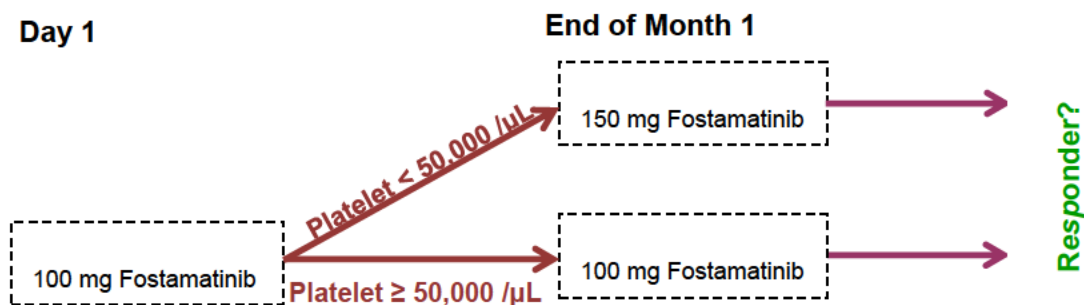 Day 1
End of Month 1
Platelet < 50,000 /µL
150 mg Fostamatinib
100 mg Fostamatinib
Platelet ≥ 50,000 /µL
100 mg Fostamatinib
Responder?